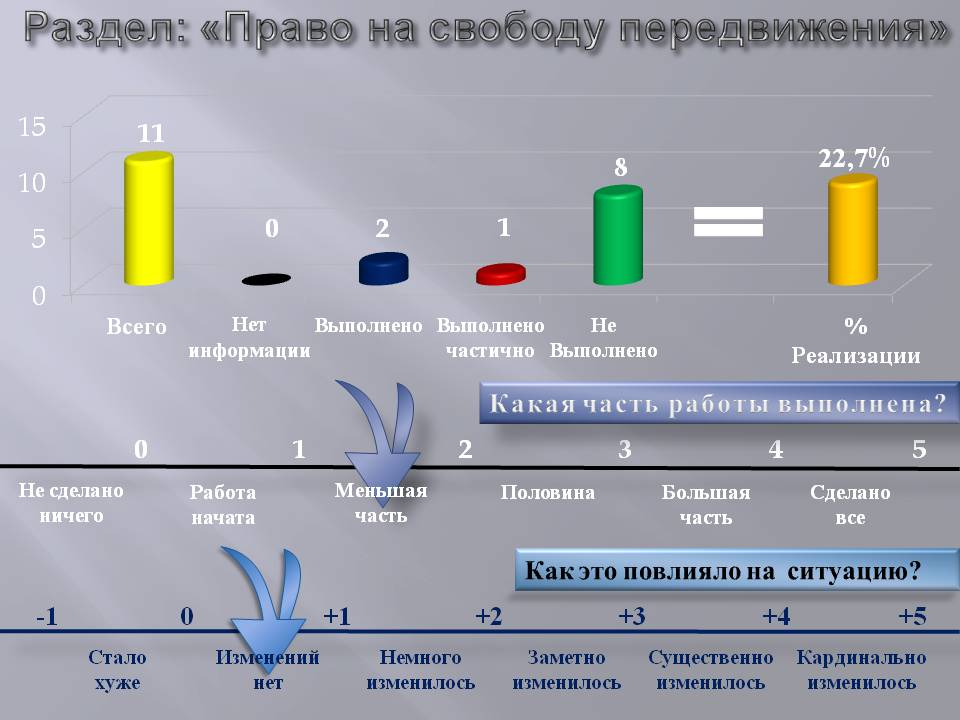 Раздел: «Право на свободу передвижения»
15
10
5
0
11
0
2
1
8
22,7%
Всего
Нет
информации
Выполнено
Выполнено
частично
Не
Выполнено
%
Реализации
Какая часть работы выполнена?
0 1 2 3 4 5
Не сделано
ничего
Работа
начата
Меньшая
часть
Половина
Большая
часть
Сделано
все
Как это повлияло на ситуацию?
-1 0 +1 +2 +3 +4 +5
Стало
хуже
Изменений
нет
Немного
изменилось
Заметно
изменилось
Существенно
изменилось
Кардинально
изменилось